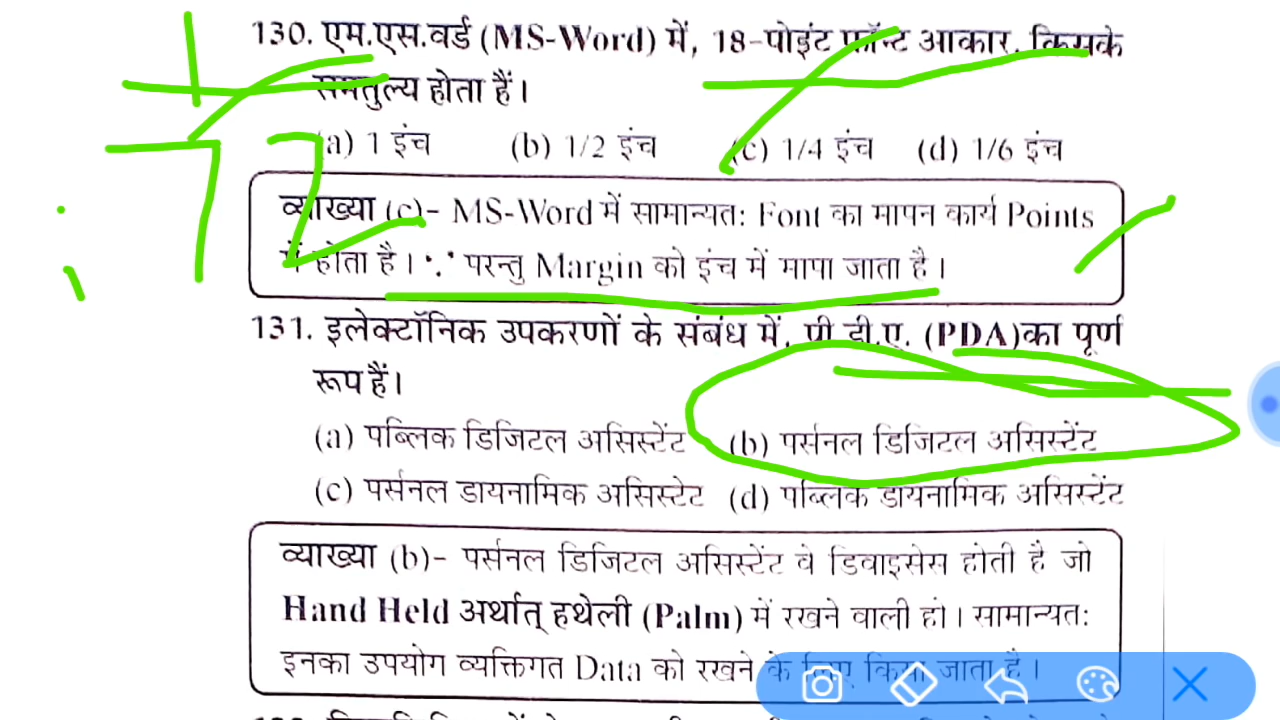 130. एम.एस.वर्ड (MS-Word) में, 18-पोइंट फ़ॉन्ट आकार, किसके
समतुल्य होता हैं।
(a) 1 इंच (b) 1/2 इंच (c) 1/4 इंच (d) 1/6 इंच
1
72
व्याख्या (c)- MS-Word में सामान्यत: Font का मापन कार्य Points
में होता है। ∵ परन्तु Margin को इंच में मापा जाता है।
131. इलेक्टॉनिक उपकरणों के संबंध में, पी.डी.ए. (PDA)का पूर्ण
रूप हैं।
(a) पब्लिक डिजिटल असिस्टेंट (b) पर्सनल डिजिटल असिस्टेंट
(c) पर्सनल डायनामिक असिस्टेट (d) पब्लिक डायनामिक असिस्टेंट
व्याख्या (b)- पर्सनल डिजिटल असिस्टेंट वे डिवाइसेस होती है जो
Hand Held अर्थात् हथेली (Palm) में रखने वाली हो। सामान्यत:
इनका उपयोग व्यक्तिगत Data को रखने के लिए किया जाता है।